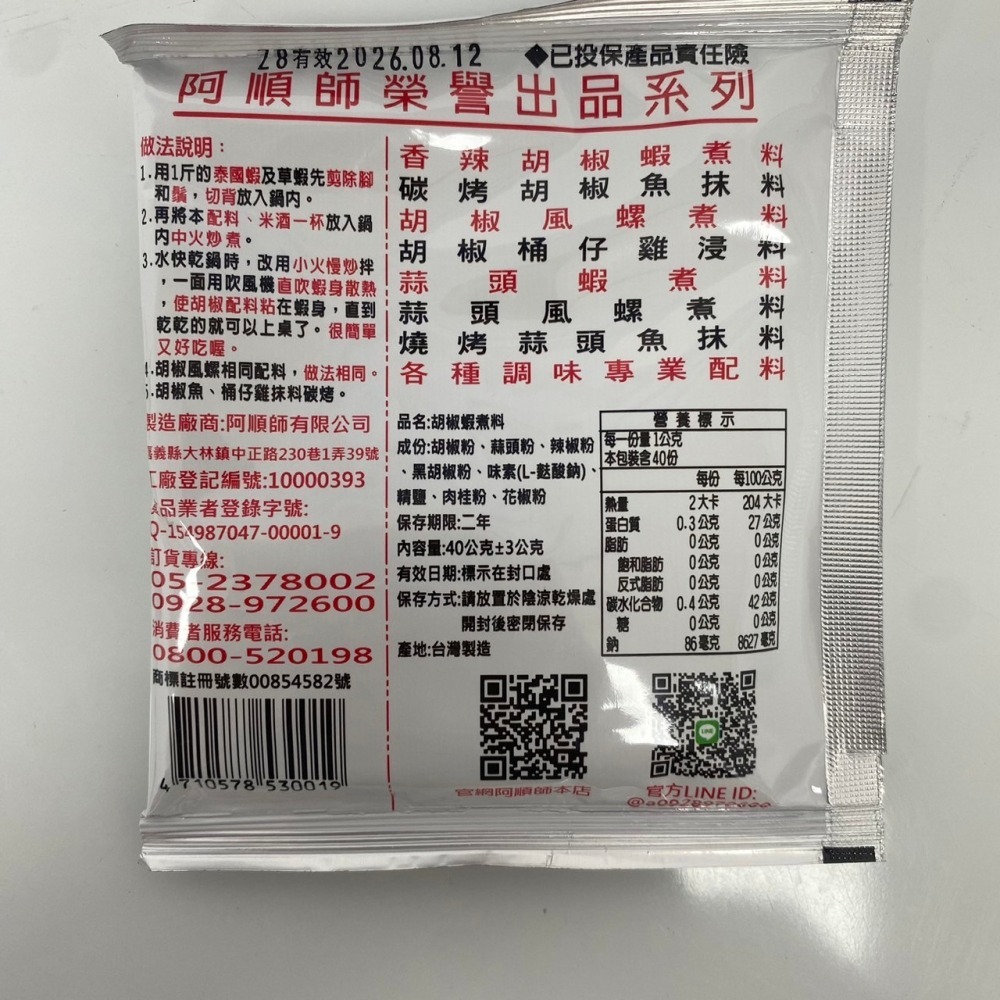 28有效2026.08.12 ◆已投保產品責任險
阿順師榮譽出品系列
做法說明：
1.用1斤的泰國蝦及草蝦先剪除腳
和鬚，切背放入鍋內。
2.再將本配料、米酒一杯放入鍋
內中火炒煮。
3.水快乾鍋時，改用小火慢炒拌
，一面用吹風機直吹蝦身散熱
，使胡椒配料粘在蝦身，直到
乾乾的就可以上桌了。很簡單
又好吃喔。
4.胡椒風螺相同配料，做法相同。
5.胡椒魚、桶仔雞抹料碳烤。
製造廠商:阿順師有限公司
嘉義縣大林鎮中正路230巷1弄39號
工廠登記編號:10000393
食品業者登錄字號:
Q-154987047-00001-9
訂貨專線:
05-2378002
0928-972600
消費者服務電話:
0800-520198
商標註冊號數00854582號
4 710578 530019
香辣胡椒蝦煮料
碳烤胡椒魚抹料
胡椒風螺煮料
胡椒桶仔雞浸料
蒜頭蝦煮料
蒜頭風螺煮料
燒烤蒜頭魚抹料
各種調味專業配料
品名:胡椒蝦煮料
成份:胡椒粉、蒜頭粉、辣椒粉
、黑胡椒粉、味素(L-麩酸鈉)、
精鹽、肉桂粉、花椒粉
保存期限:二年
內容量:40公克±3公克
有效日期:標示在封口處
保存方式:請放置於陰涼乾燥處
開封後密閉保存
產地:台灣製造
營養標示
每一份量1公克
本包裝含40份
每份 每100公克
熱量 2大卡 204大卡
蛋白質 0.3公克 27公克
脂肪 0公克 0公克
飽和脂肪 0公克 0公克
反式脂肪 0公克 0公克
碳水化合物 0.4公克 42公克
糖 0公克 0公克
鈉 86毫克 8627毫克
LINE
官網阿順師本店
官方LINE ID:
@a0928972600